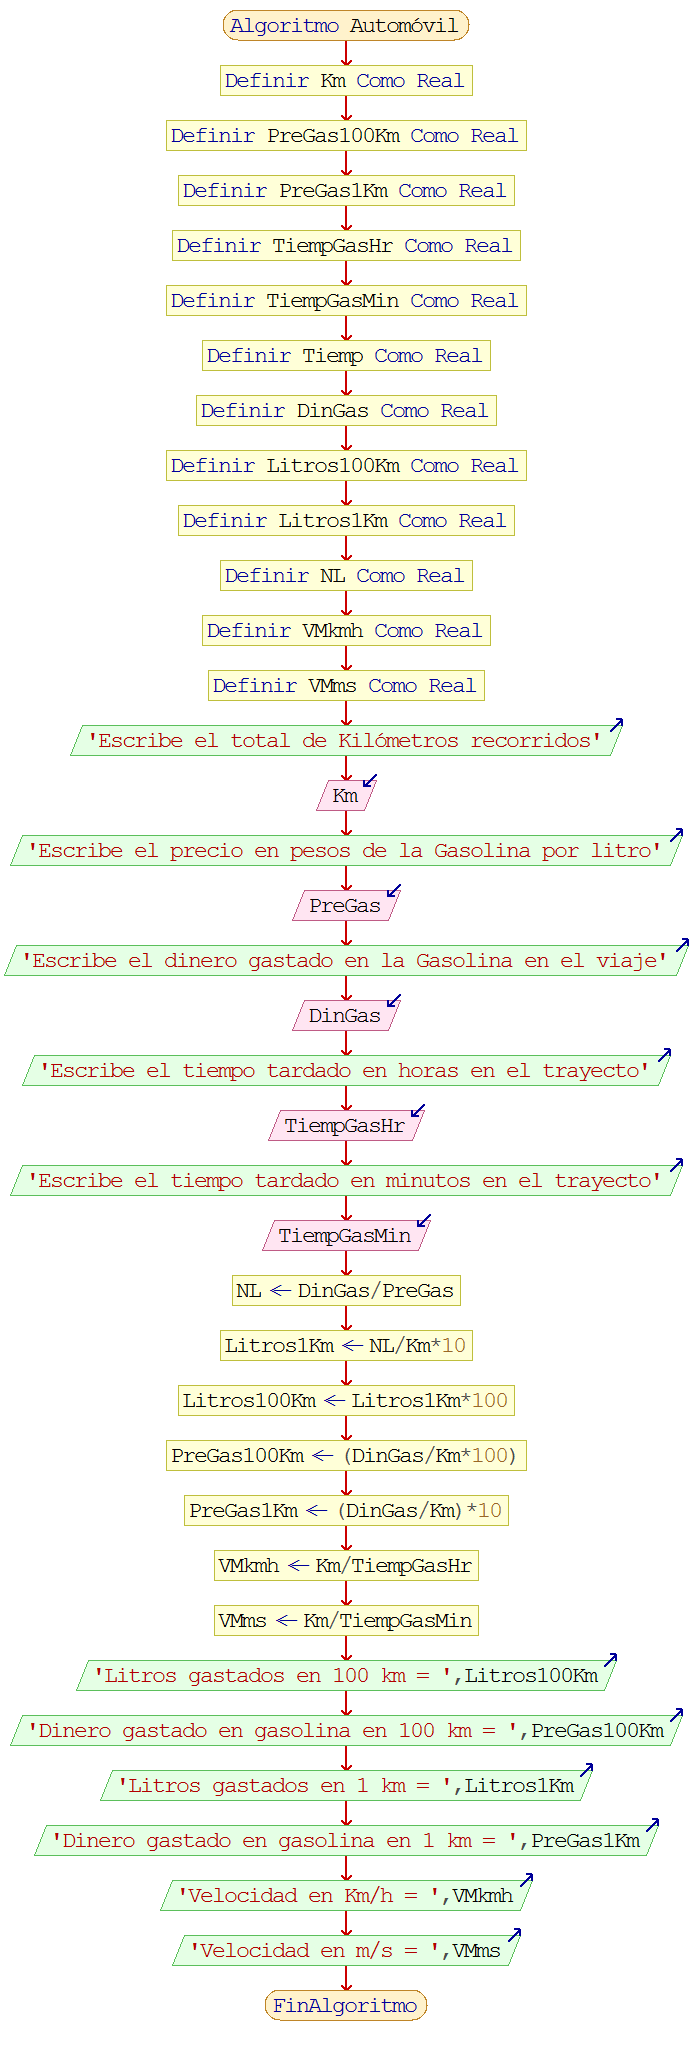 Algoritmo Automóvil
Definir Km Como Real
Definir PreGas100Km Como Real
Definir PreGas1Km Como Real
Definir TiempGasHr Como Real
Definir TiempGasMin Como Real
Definir Tiemp Como Real
Definir DinGas Como Real
Definir Litros100Km Como Real
Definir Litros1Km Como Real
Definir NL Como Real
Definir VMkmh Como Real
Definir VMms Como Real
'Escribe el total de Kilómetros recorridos'
Km
'Escribe el precio en pesos de la Gasolina por litro'
PreGas
'Escribe el dinero gastado en la Gasolina en el viaje'
DinGas
'Escribe el tiempo tardado en horas en el trayecto'
TiempGasHr
'Escribe el tiempo tardado en minutos en el trayecto'
TiempGasMin
NL ← DinGas/PreGas
Litros1Km ← NL/Km*10
Litros100Km ← Litros1Km*100
PreGas100Km ← (DinGas/Km*100)
PreGas1Km ← (DinGas/Km)*10
VMkmh ← Km/TiempGasHr
VMms ← Km/TiempGasMin
'Litros gastados en 100 km = ',Litros100Km
'Dinero gastado en gasolina en 100 km = ',PreGas100Km
'Litros gastados en 1 km = ',Litros1Km
'Dinero gastado en gasolina en 1 km = ',PreGas1Km
'Velocidad en Km/h = ',VMkmh
'Velocidad en m/s = ',VMms
FinAlgoritmo